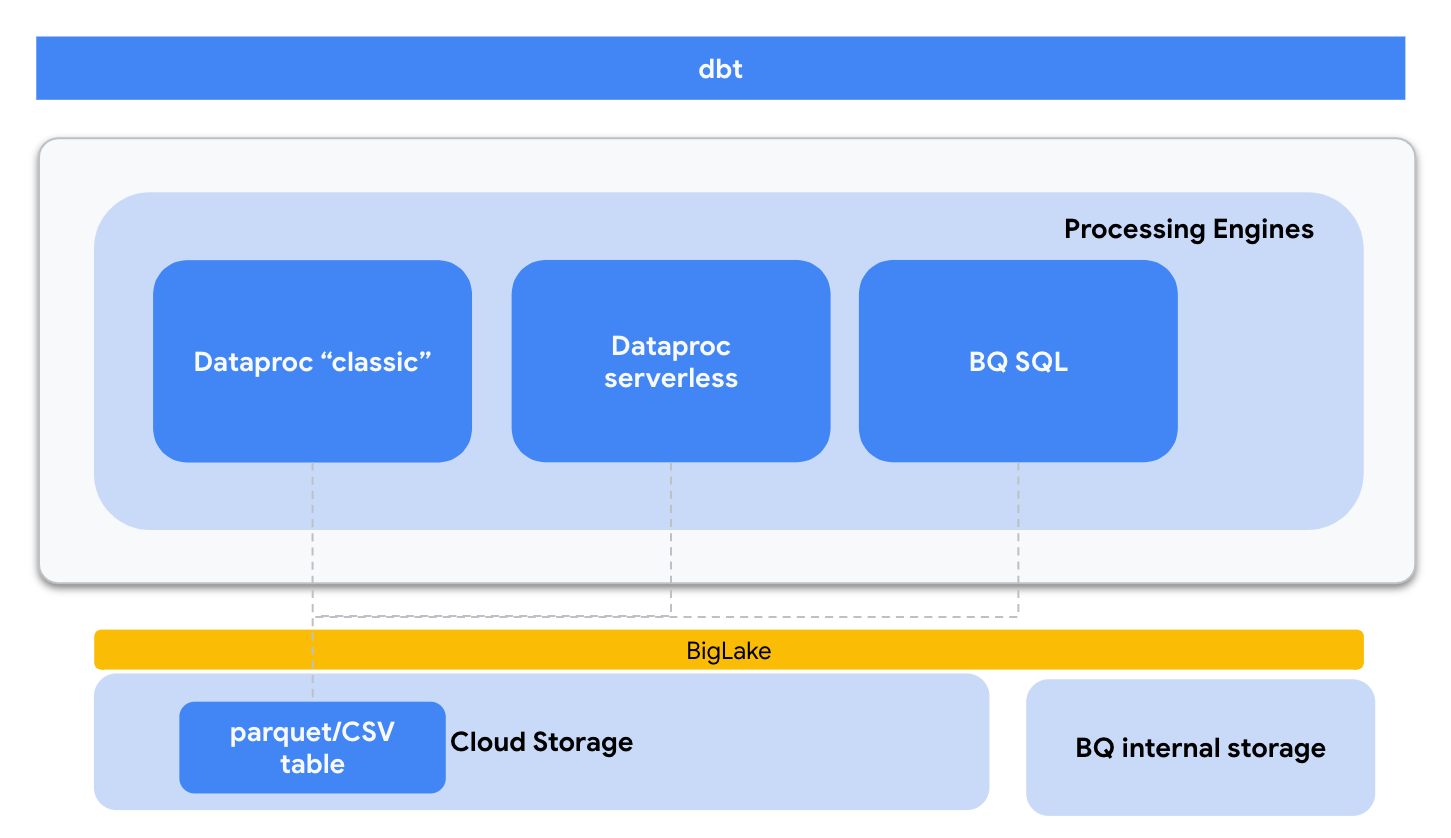 dbt
Processing Engines
Dataproc “classic”
Dataproc
serverless
BQ SQL
BigLake
parquet/CSV
table
Cloud Storage
BQ internal storage